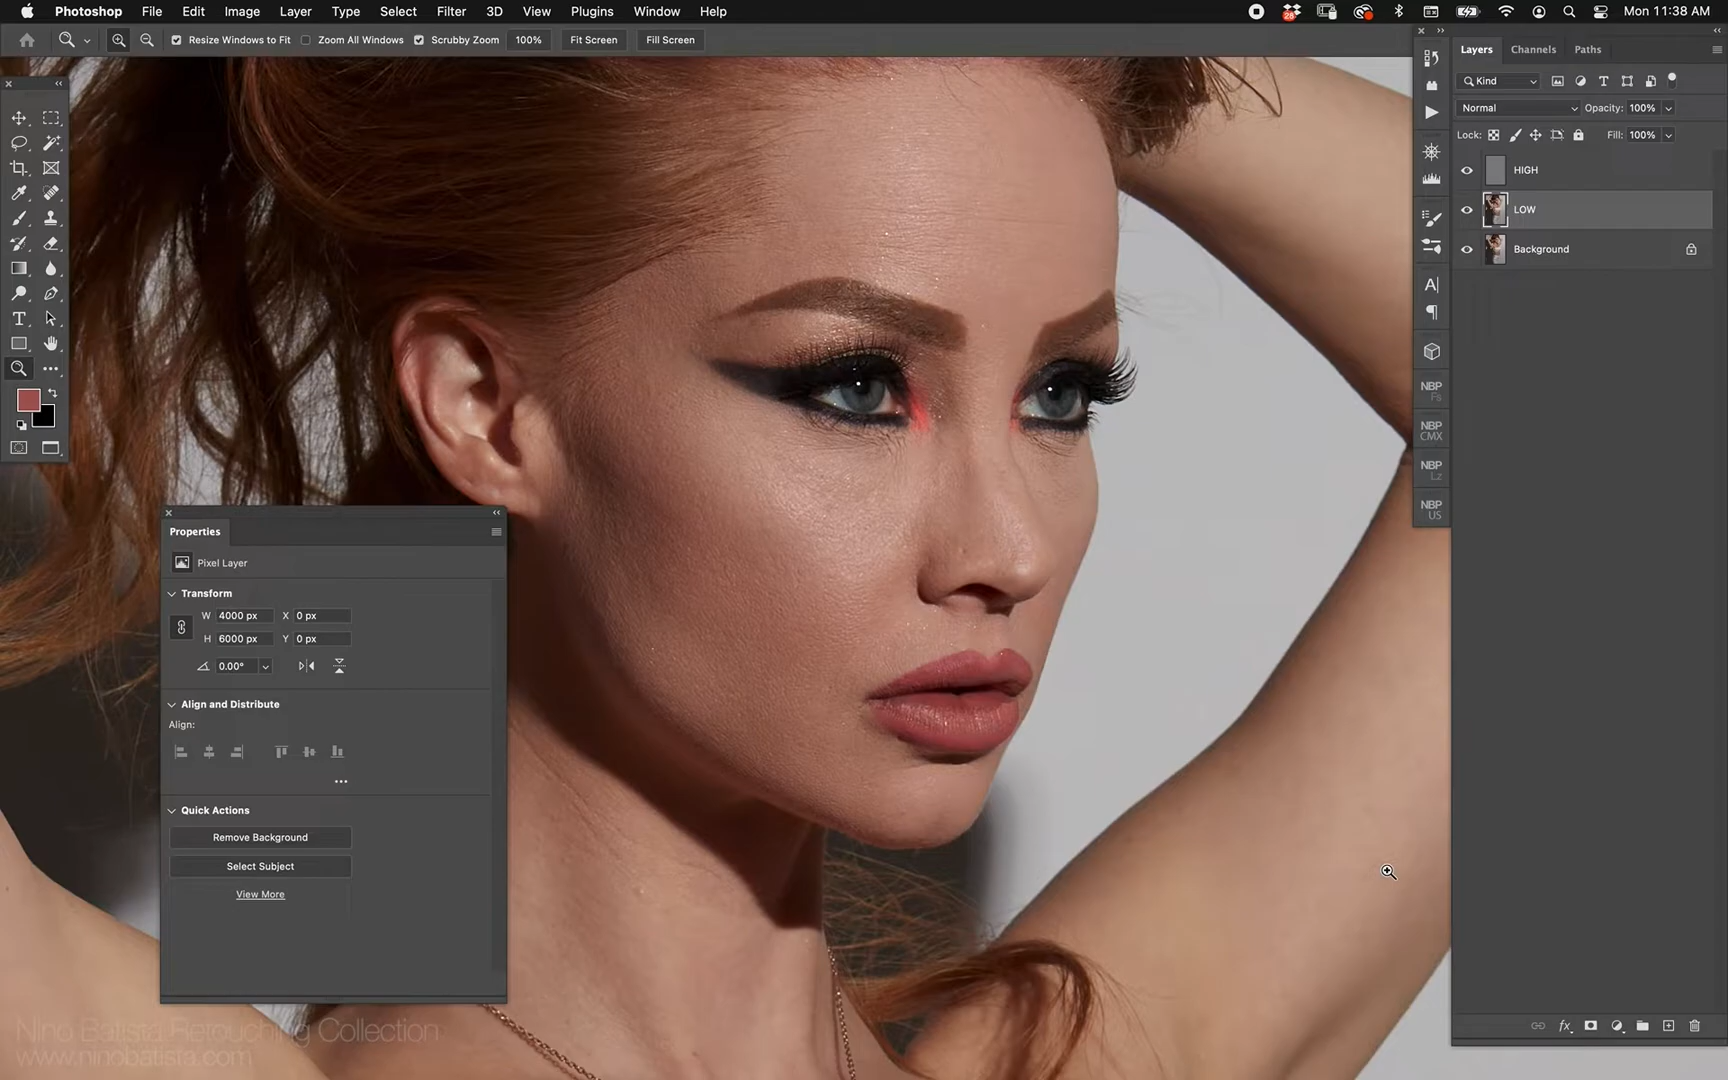 Photoshop File Edit Image Layer Type Select Filter 3D View Plugins Window Help 28 Mon 11:38 AM
Resize Windows to Fit Zoom All Windows Scrubby Zoom 100% Fit Screen Fill Screen
Layers Channels Paths
Kind
Normal Opacity: 100%
Lock: Fill: 100%
HIGH
LOW
Background
NBP
Fs
NBP
CMX
NBP
Lz
NBP
US
Properties
Pixel Layer
Transform
W 4000 px X 0 px
H 6000 px Y 0 px
0.00°
Align and Distribute
Align:
Quick Actions
Remove Background
Select Subject
View More
fx
Nino Batista Retouching Collection
www.ninobatista.com